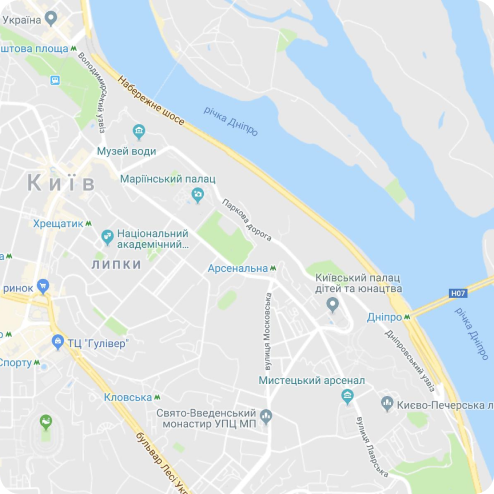 Україна
штова площа
Володимирський узвіз
Набережне шосе
річка Дніпро
Музей води
Київ
Маріїнський палац
Паркова дорога
Хрещатик
Національний
академічний...
ЛИПКИ
Арсенальна
Київський палац
дітей та юнацтва
ринок
H07
Дніпро
річка Дніпро
вулиця Московська
Дніпровський узвіз
ТЦ "Гулівер"
Спорту
Мистецький арсенал
Кловська
Свято-Введенський
монастир УПЦ МП
Києво-Печерська л
вулиця Лаврська
бульвар Лесі Укр